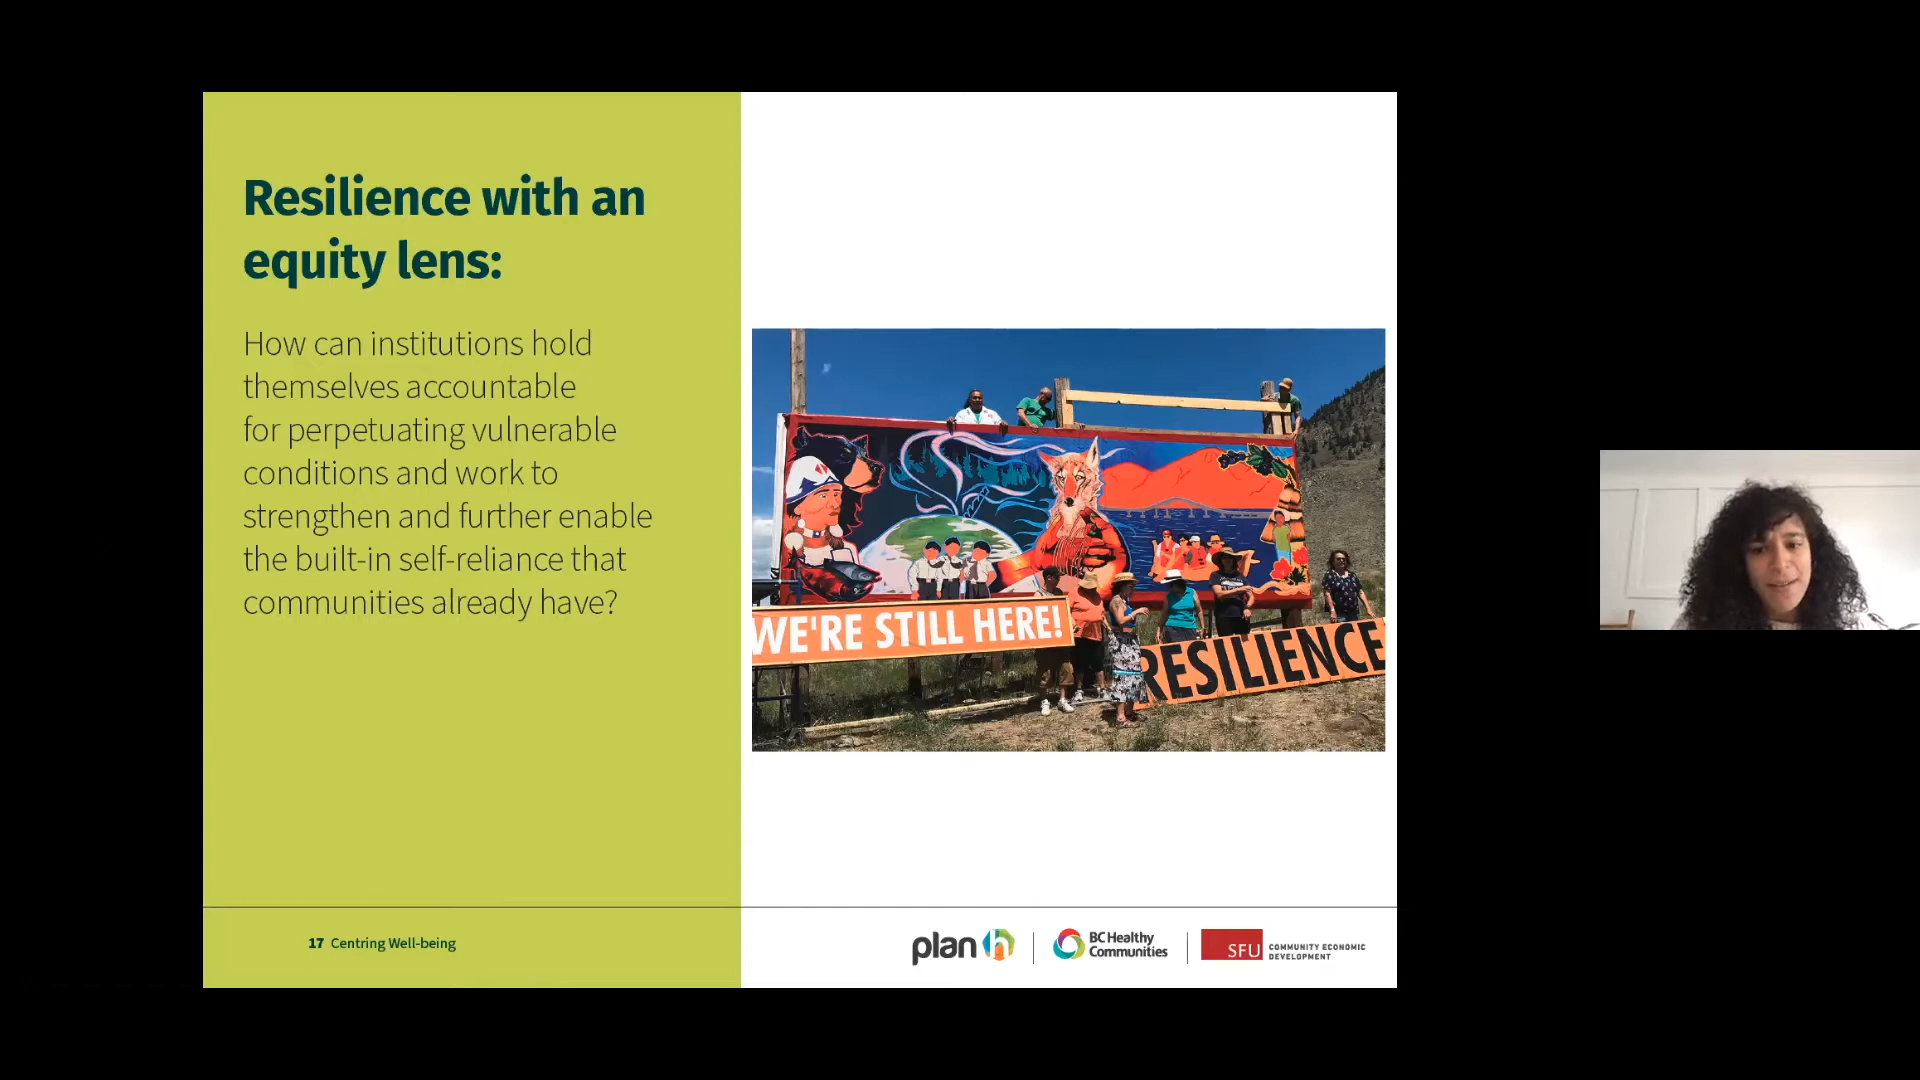 Resilience with an
equity lens:
How can institutions hold
themselves accountable
for perpetuating vulnerable
conditions and work to
strengthen and further enable
the built-in self-reliance that
communities already have?
WE'RE STILL HERE!
RESILIENCE
17 Centring Well-being
plan h
BC Healthy
Communities
SFU
COMMUNITY ECONOMIC
DEVELOPMENT